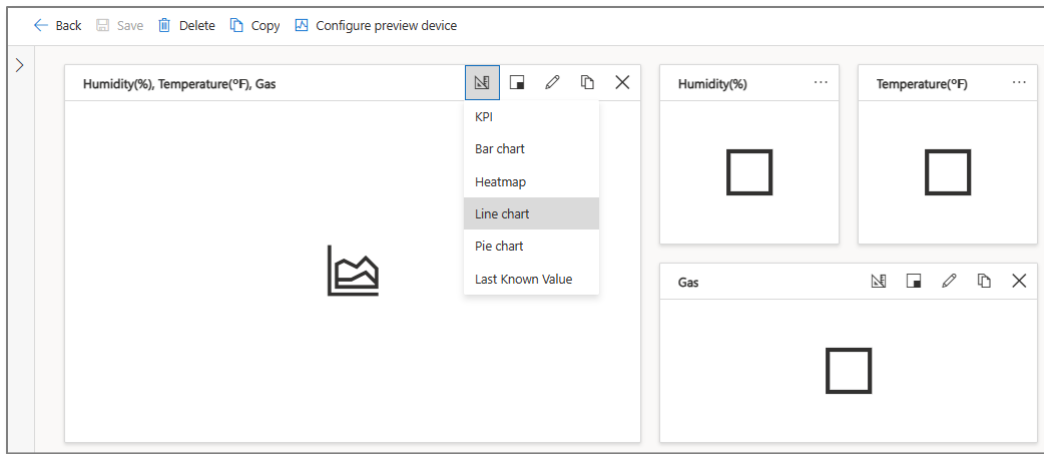 Back Save Delete Copy Configure preview device
Humidity(%), Temperature(°F), Gas
KPI
Bar chart
Heatmap
Line chart
Pie chart
Last Known Value
Humidity(%)
Temperature(°F)
Gas